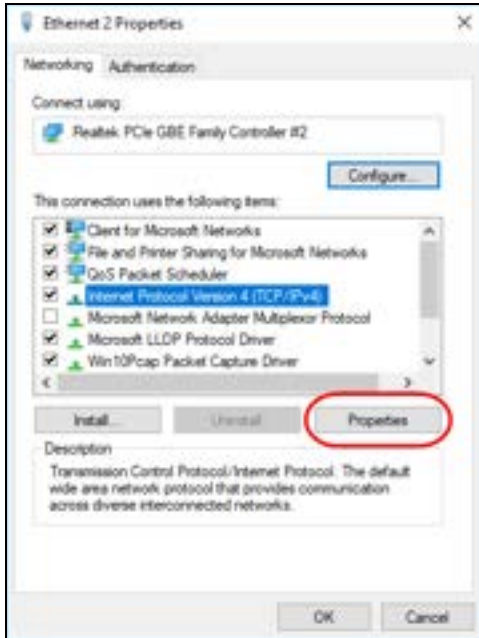 Ethernet 2 Properties
Networking
Authentication
Connect using:
Realtek PCIe GBE Family Controller #2
Configure...
This connection uses the following items:
Client for Microsoft Networks
File and Printer Sharing for Microsoft Networks
QoS Packet Scheduler
Internet Protocol Version 4 (TCP/IPv4)
Microsoft Network Adapter Multiplexor Protocol
Microsoft LLDP Protocol Driver
Win10Pcap Packet Capture Driver
Install...
Uninstall
Properties
Description
Transmission Control Protocol/Internet Protocol. The default
wide area network protocol that provides communication
across diverse interconnected networks.
OK
Cancel